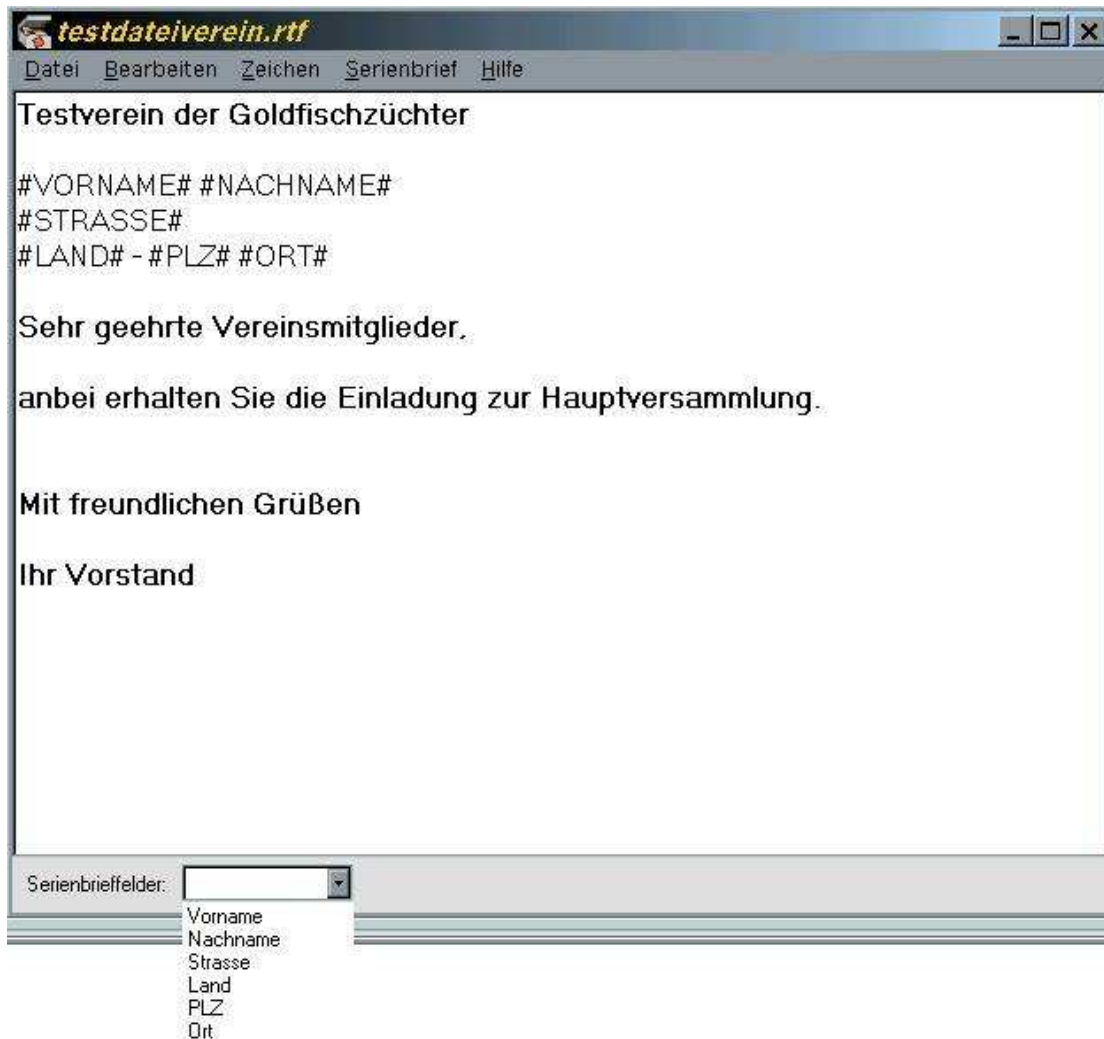 testdateiverein.rtf
Datei Bearbeiten Zeichen Serienbrief Hilfe
Testverein der Goldfischzüchter
#VORNAME# #NACHNAME#
#STRASSE#
#LAND# - #PLZ# #ORT#
Sehr geehrte Vereinsmitglieder,
anbei erhalten Sie die Einladung zur Hauptversammlung.
Mit freundlichen Grüßen
Ihr Vorstand
Serienbrieffelder:
Vorname
Nachname
Strasse
Land
PLZ
Ort